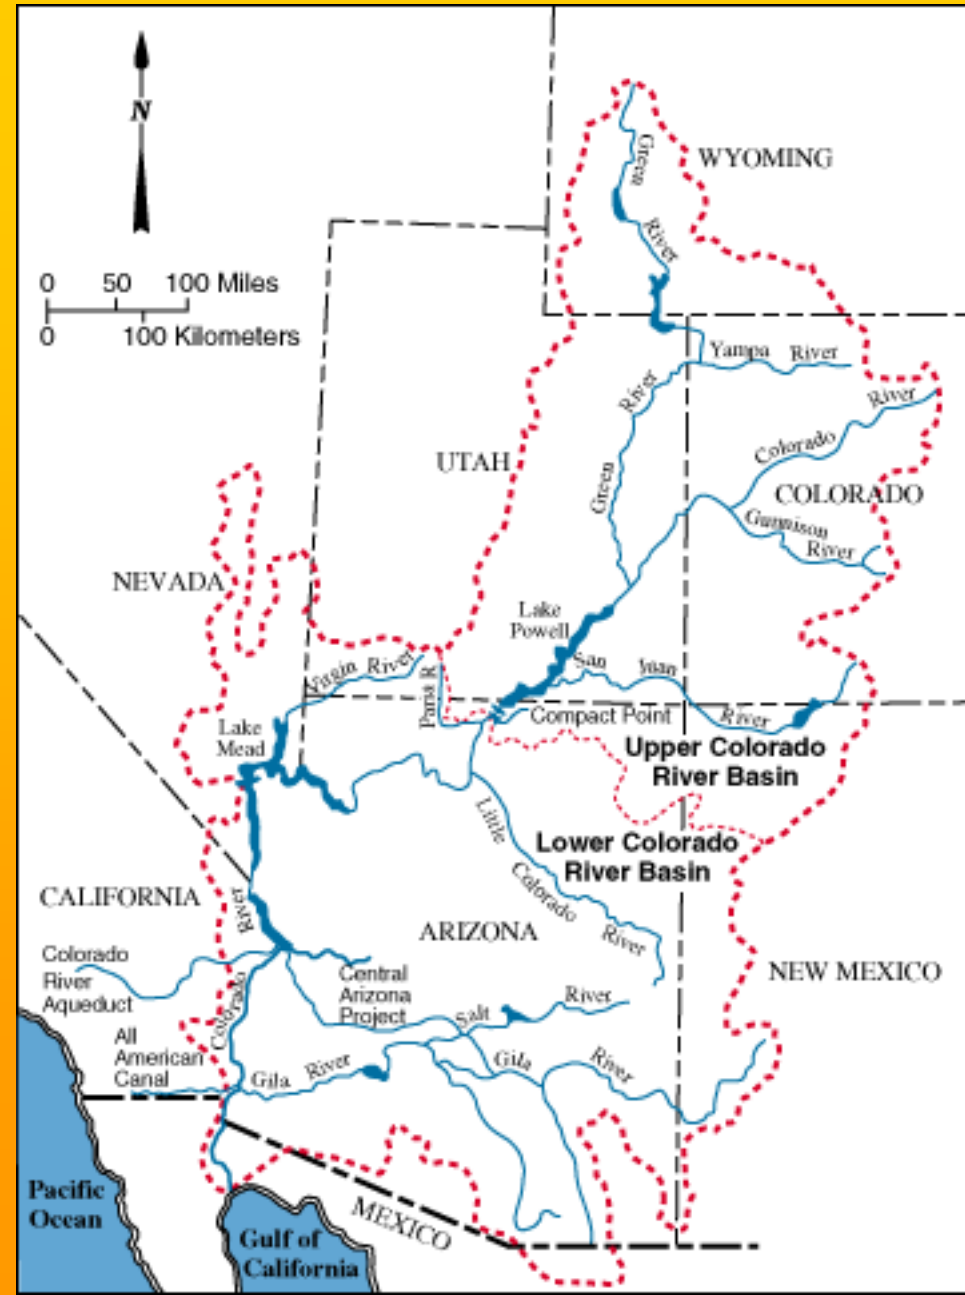 N
WYOMING
Green
River
0 50 100 Miles
0 100 Kilometers
Yampa River
River
Green
Colorado River
UTAH
COLORADO
Gunnison
River
NEVADA
Lake
Powell
San Juan
River
Virgin River
Paria R.
Compact Point
Lake
Mead
Upper Colorado
River Basin
Little
Colorado
River
Lower Colorado
River Basin
CALIFORNIA
River
Colorado
ARIZONA
NEW MEXICO
Colorado
River
Aqueduct
Central
Arizona
Project
Salt River
All
American
Canal
Gila River
Gila River
Pacific
Ocean
MEXICO
Gulf of
California